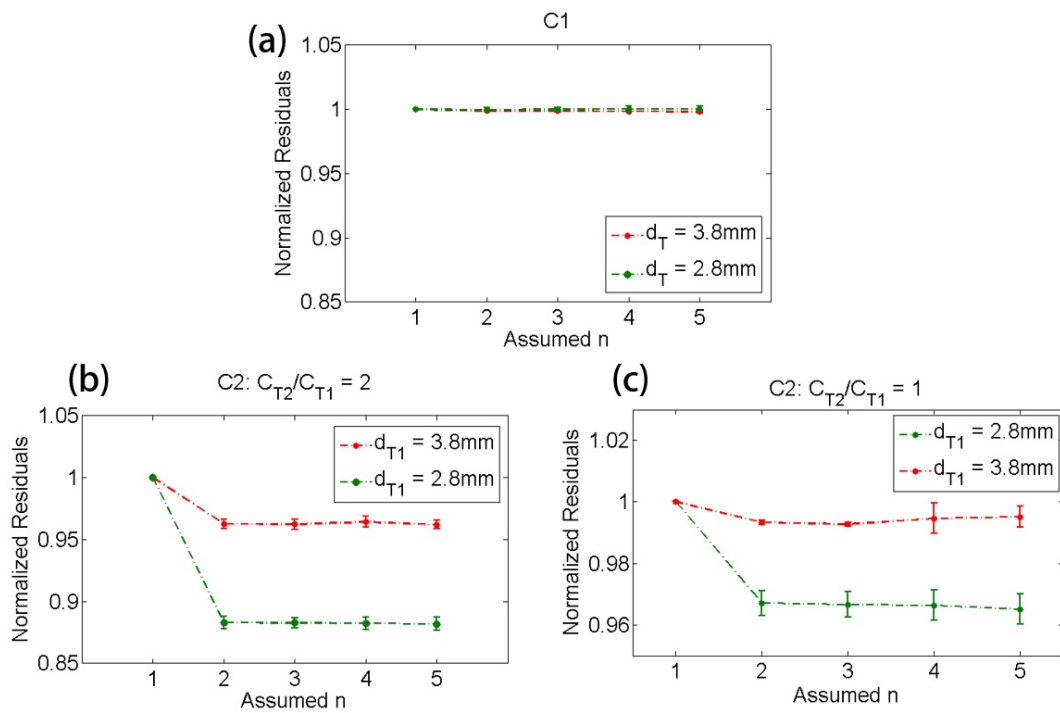 (a)
C1
1.05
1
0.95
0.9
0.85
Normalized Residuals
d_T = 3.8mm
d_T = 2.8mm
1 2 3 4 5
Assumed n
(b)
C2: C_T2/C_T1 = 2
1.05
1
0.95
0.9
0.85
Normalized Residuals
d_T1 = 3.8mm
d_T1 = 2.8mm
1 2 3 4 5
Assumed n
(c)
C2: C_T2/C_T1 = 1
1.02
1
0.98
0.96
Normalized Residuals
d_T1 = 2.8mm
d_T1 = 3.8mm
1 2 3 4 5
Assumed n